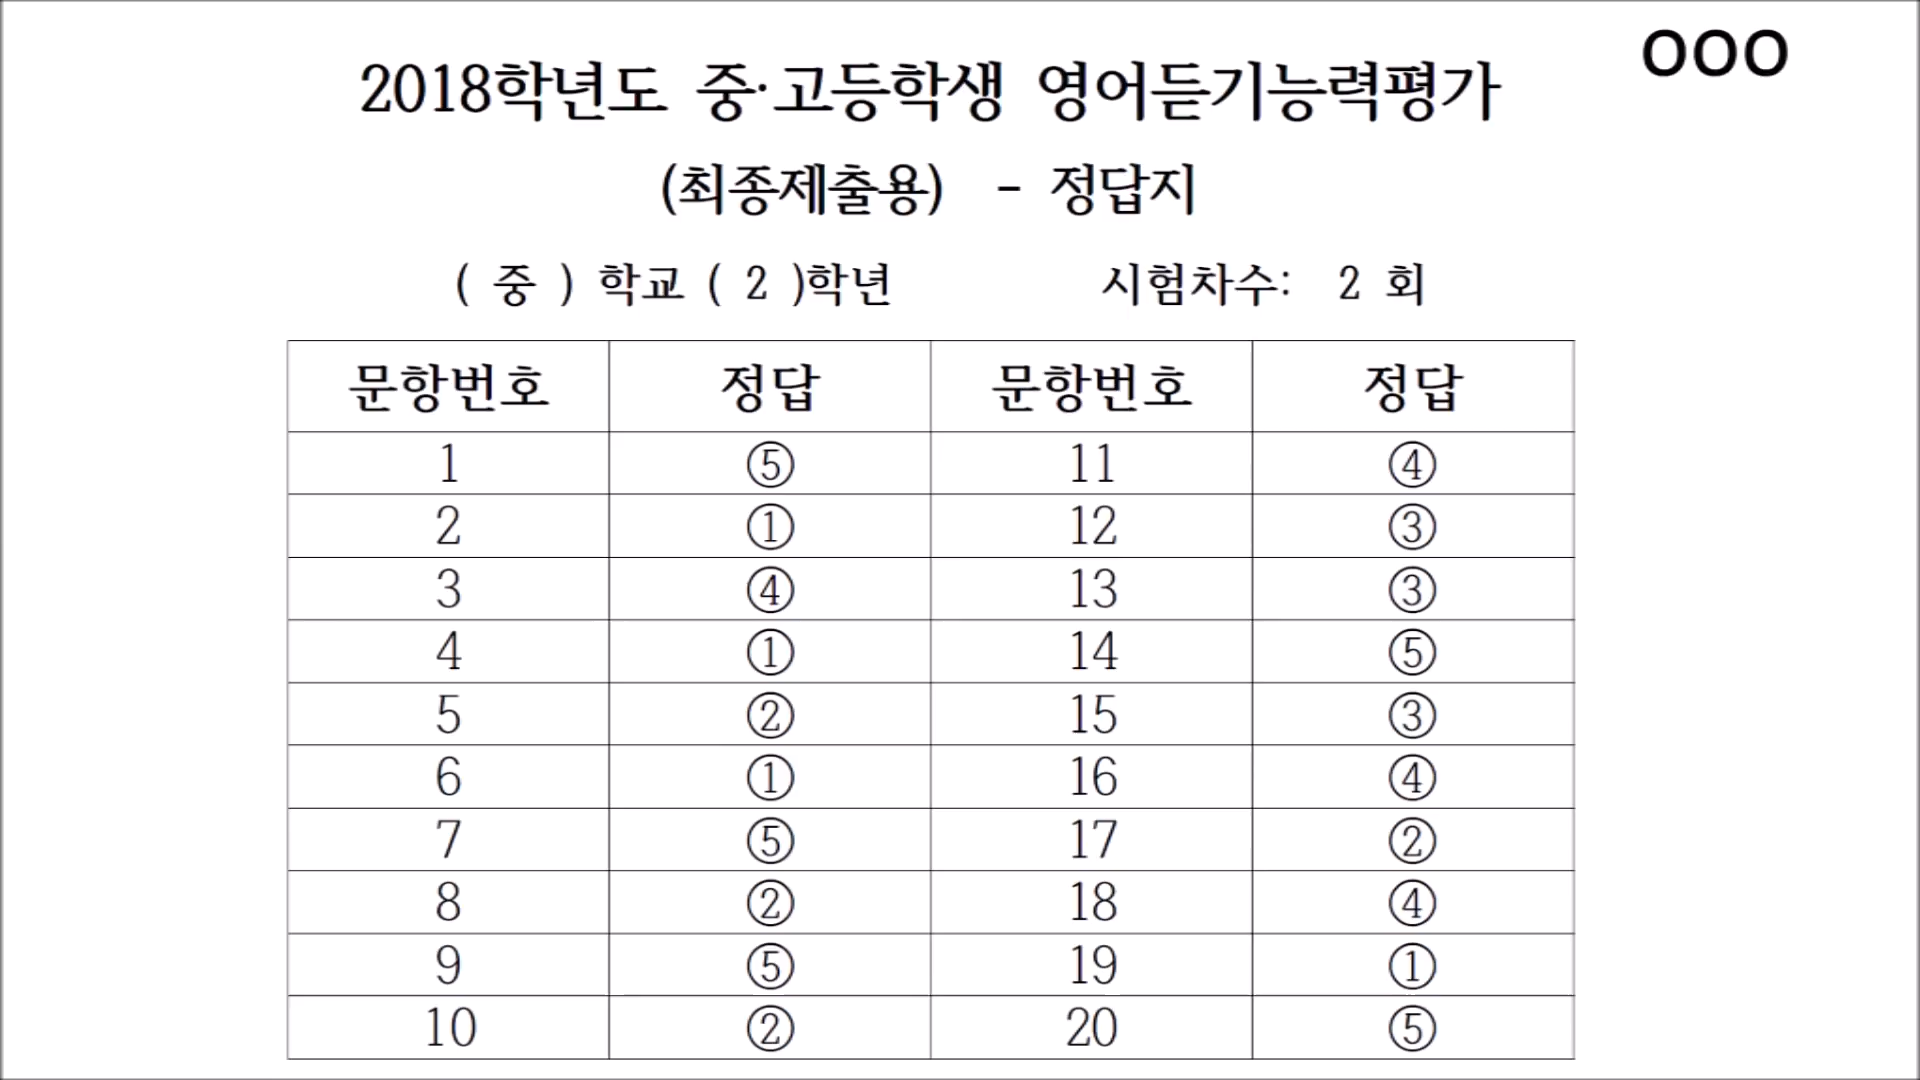 OOO
2018학년도 중·고등학생 영어듣기능력평가
(최종제출용) - 정답지
( 중 ) 학교 ( 2 )학년 시험차수: 2 회
문항번호 정답 문항번호 정답
1 ⑤ 11 ④
2 ① 12 ③
3 ④ 13 ③
4 ① 14 ⑤
5 ② 15 ③
6 ① 16 ④
7 ⑤ 17 ②
8 ② 18 ④
9 ⑤ 19 ①
10 ② 20 ⑤